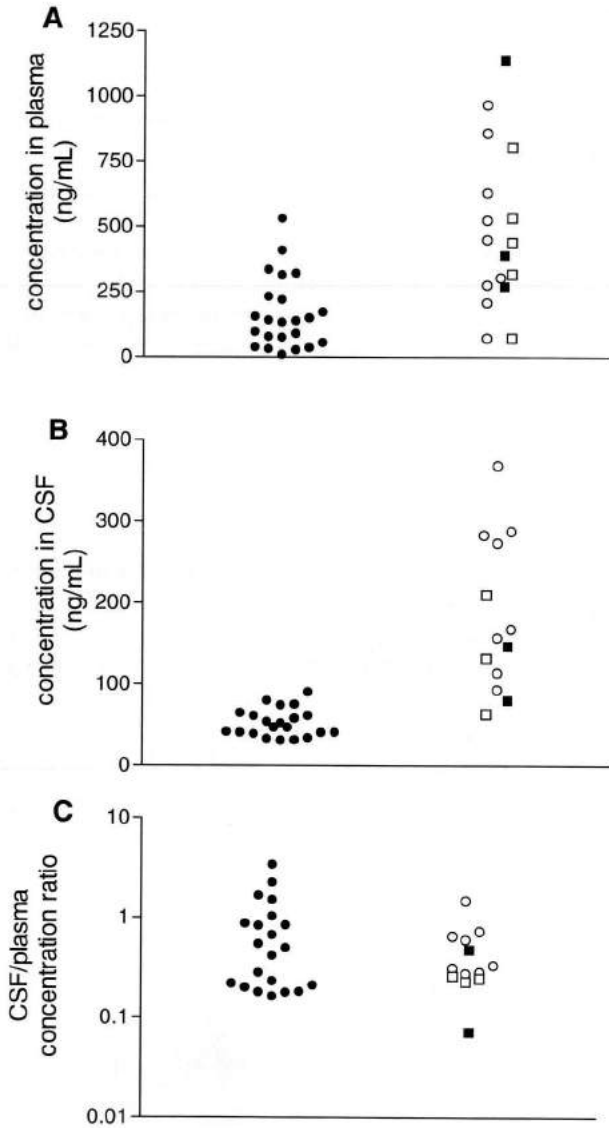 A
concentration in plasma
(ng/mL)
1250
1000
750
500
250
0
B
concentration in CSF
(ng/mL)
400
300
200
100
0
C
CSF/plasma
concentration ratio
10
1
0.1
0.01